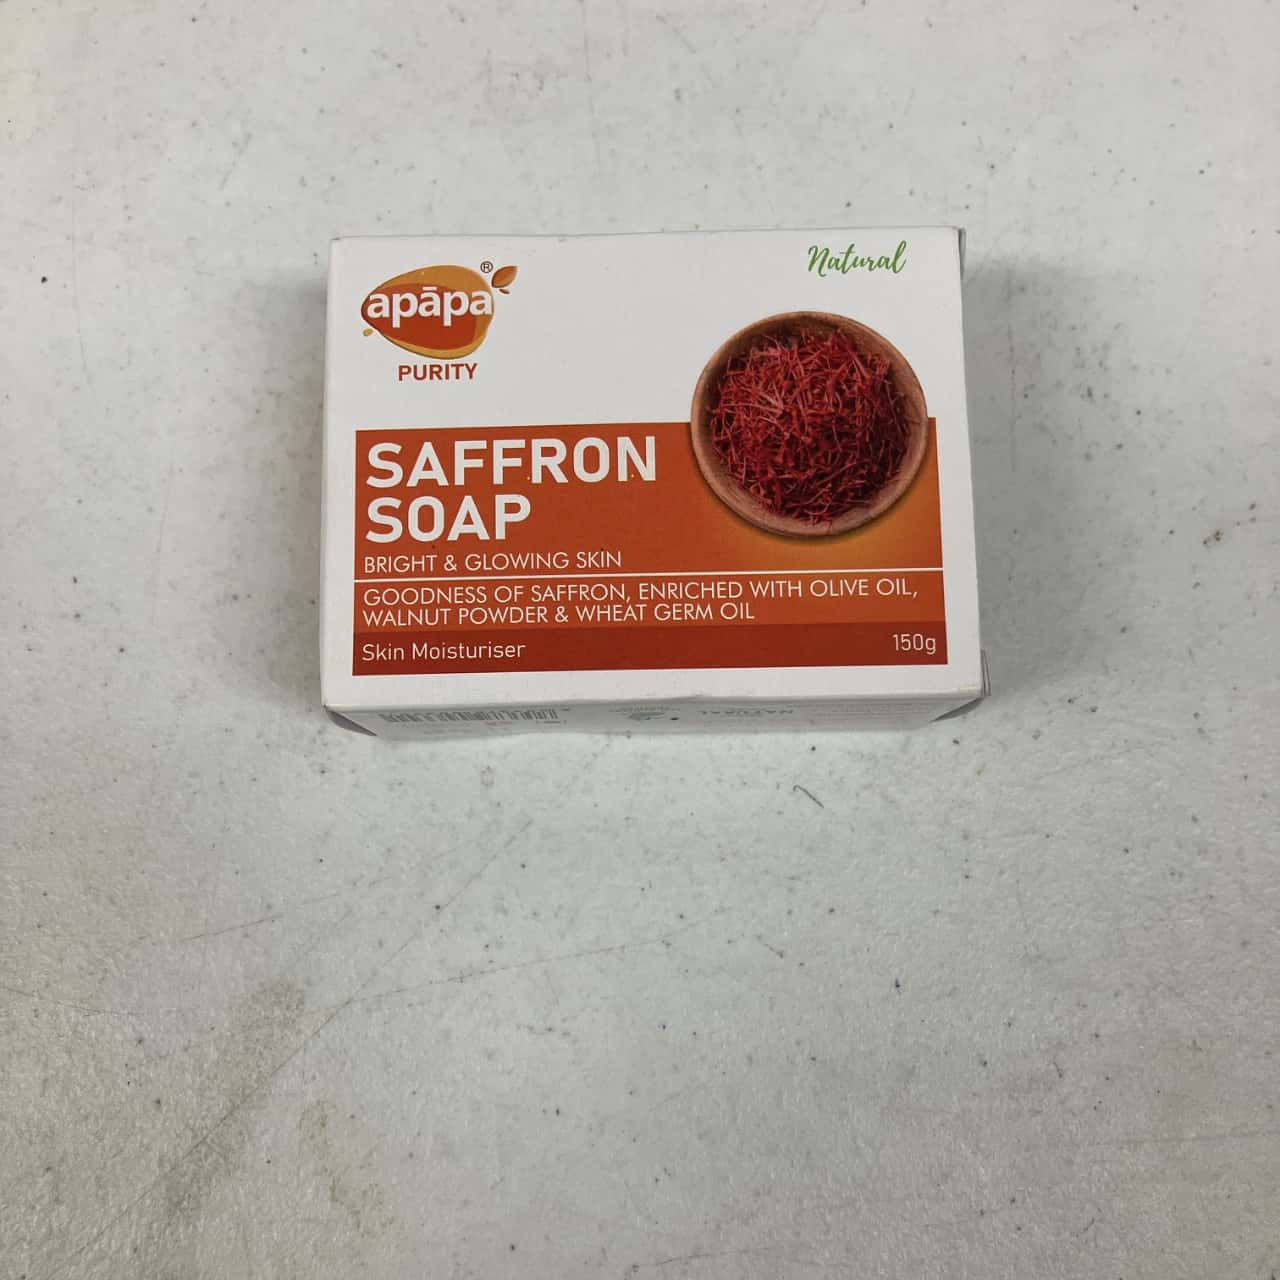 Natural
apāpa®
PURITY
SAFFRON
SOAP
BRIGHT & GLOWING SKIN
GOODNESS OF SAFFRON, ENRICHED WITH OLIVE OIL,
WALNUT POWDER & WHEAT GERM OIL
Skin Moisturiser 150g
NATURAL